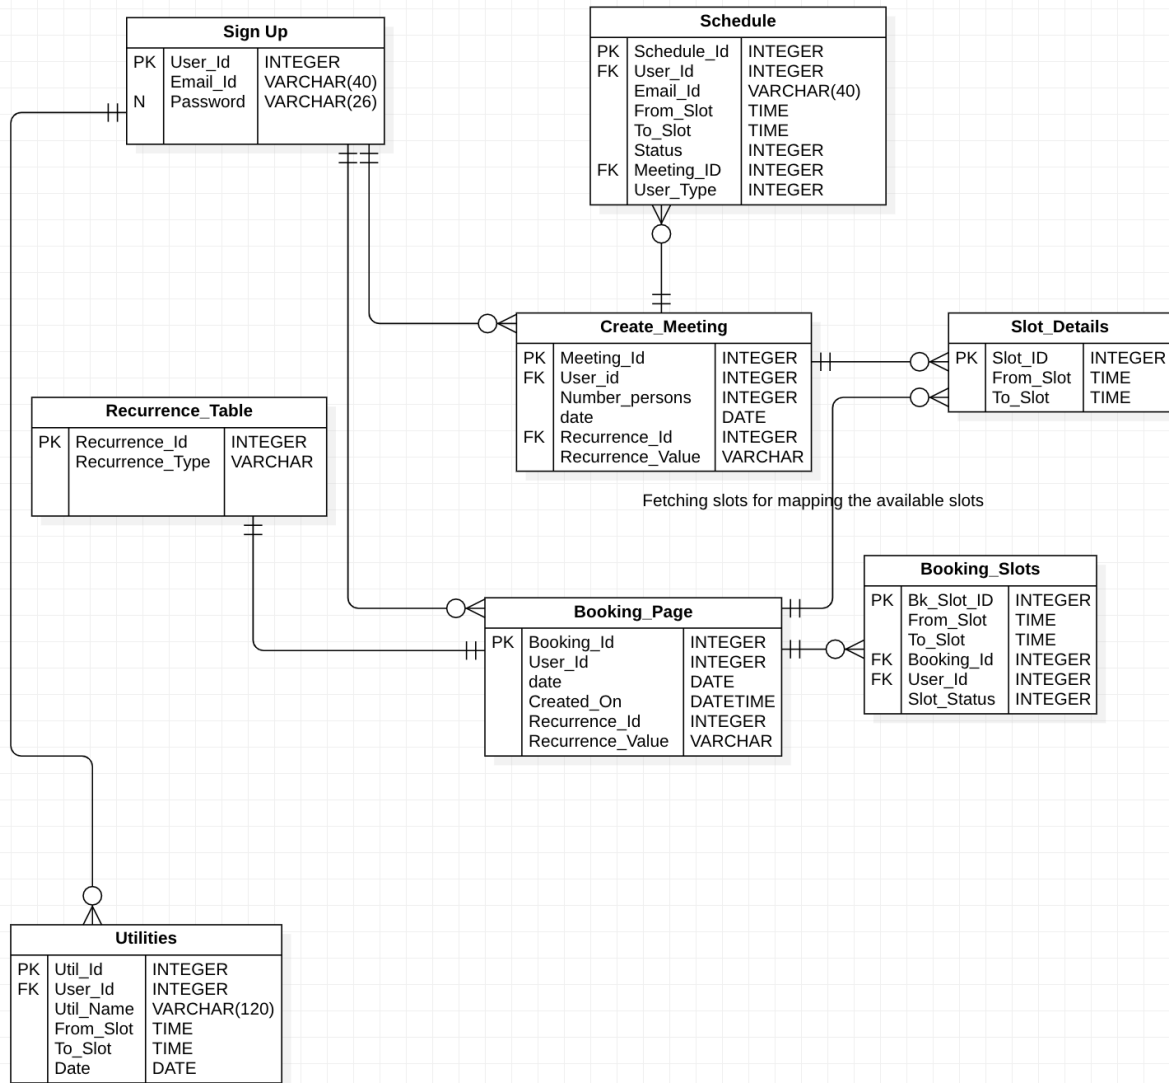 Sign Up
PK User_Id INTEGER
Email_Id VARCHAR(40)
N Password VARCHAR(26)
Schedule
PK Schedule_Id INTEGER
FK User_Id INTEGER
Email_Id VARCHAR(40)
From_Slot TIME
To_Slot TIME
Status INTEGER
FK Meeting_ID INTEGER
User_Type INTEGER
Create_Meeting
PK Meeting_Id INTEGER
FK User_id INTEGER
Number_persons INTEGER
date DATE
FK Recurrence_Id INTEGER
Recurrence_Value VARCHAR
Slot_Details
PK Slot_ID INTEGER
From_Slot TIME
To_Slot TIME
Recurrence_Table
PK Recurrence_Id INTEGER
Recurrence_Type VARCHAR
Fetching slots for mapping the available slots
Booking_Slots
PK Bk_Slot_ID INTEGER
From_Slot TIME
To_Slot TIME
FK Booking_Id INTEGER
FK User_Id INTEGER
Slot_Status INTEGER
Booking_Page
PK Booking_Id INTEGER
User_Id INTEGER
date DATE
Created_On DATETIME
Recurrence_Id INTEGER
Recurrence_Value VARCHAR
Utilities
PK Util_Id INTEGER
FK User_Id INTEGER
Util_Name VARCHAR(120)
From_Slot TIME
To_Slot TIME
Date DATE